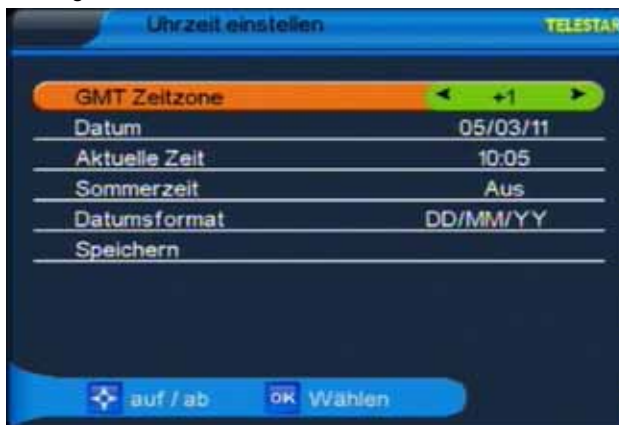 Uhrzeit einstellen TELESTAR
GMT Zeitzone +1
Datum 05/03/11
Aktuelle Zeit 10:05
Sommerzeit Aus
Datumsformat DD/MM/YY
Speichern
auf / ab OK Wählen